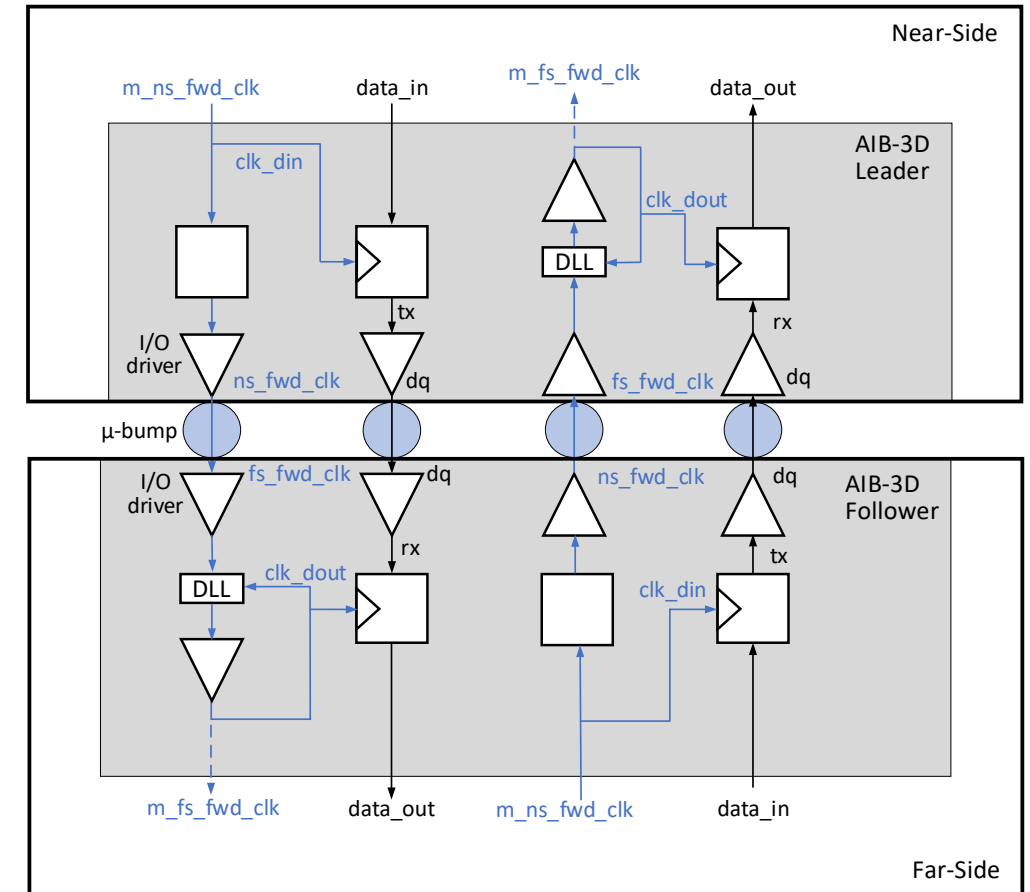 Near-Side
m_ns_fwd_clk
data_in
m_fs_fwd_clk
data_out
AIB-3D
Leader
clk_din
clk_dout
DLL
tx
rx
I/O
driver
ns_fwd_clk
dq
fs_fwd_clk
dq
µ-bump
I/O
driver
fs_fwd_clk
dq
ns_fwd_clk
dq
AIB-3D
Follower
rx
tx
DLL
clk_dout
clk_din
m_fs_fwd_clk
data_out
m_ns_fwd_clk
data_in
Far-Side